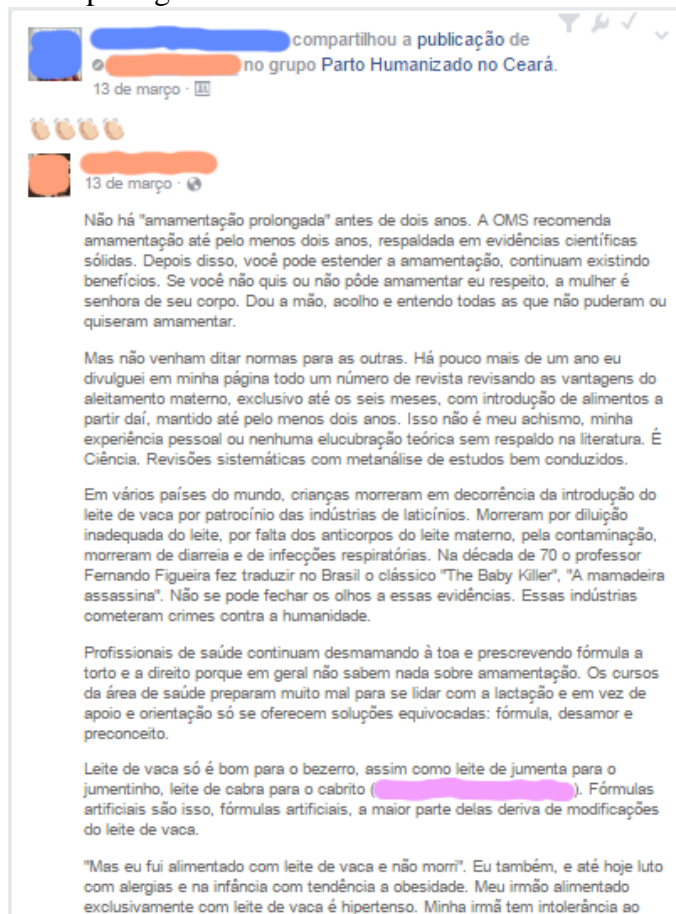 compartilhou a publicação de
no grupo Parto Humanizado no Ceará.
13 de março
13 de março
Não há "amamentação prolongada" antes de dois anos. A OMS recomenda
amamentação até pelo menos dois anos, respaldada em evidências científicas
sólidas. Depois disso, você pode estender a amamentação, continuam existindo
benefícios. Se você não quis ou não pôde amamentar eu respeito, a mulher é
senhora de seu corpo. Dou a mão, acolho e entendo todas as que não puderam ou
quiseram amamentar.
Mas não venham ditar normas para as outras. Há pouco mais de um ano eu
divulguei em minha página todo um número de revista revisando as vantagens do
aleitamento materno, exclusivo até os seis meses, com introdução de alimentos a
partir daí, mantido até pelo menos dois anos. Isso não é meu achismo, minha
experiência pessoal ou nenhuma elucubração teórica sem respaldo na literatura. É
Ciência. Revisões sistemáticas com metanálise de estudos bem conduzidos.
Em vários países do mundo, crianças morreram em decorrência da introdução do
leite de vaca por patrocínio das indústrias de laticínios. Morreram por diluição
inadequada do leite, por falta dos anticorpos do leite materno, pela contaminação,
morreram de diarreia e de infecções respiratórias. Na década de 70 o professor
Fernando Figueira fez traduzir no Brasil o clássico "The Baby Killer", "A mamadeira
assassina". Não se pode fechar os olhos a essas evidências. Essas indústrias
cometeram crimes contra a humanidade.
Profissionais de saúde continuam desmamando à toa e prescrevendo fórmula a
torto e a direito porque em geral não sabem nada sobre amamentação. Os cursos
da área de saúde preparam muito mal para se lidar com a lactação e em vez de
apoio e orientação só se oferecem soluções equivocadas: fórmula, desamor e
preconceito.
Leite de vaca só é bom para o bezerro, assim como leite de jumenta para o
jumentinho, leite de cabra para o cabrito ( ). Fórmulas
artificiais são isso, fórmulas artificiais, a maior parte delas deriva de modificações
do leite de vaca.
"Mas eu fui alimentado com leite de vaca e não morri". Eu também, e até hoje luto
com alergias e na infância com tendência a obesidade. Meu irmão alimentado
exclusivamente com leite de vaca é hipertenso. Minha irmã tem intolerância ao